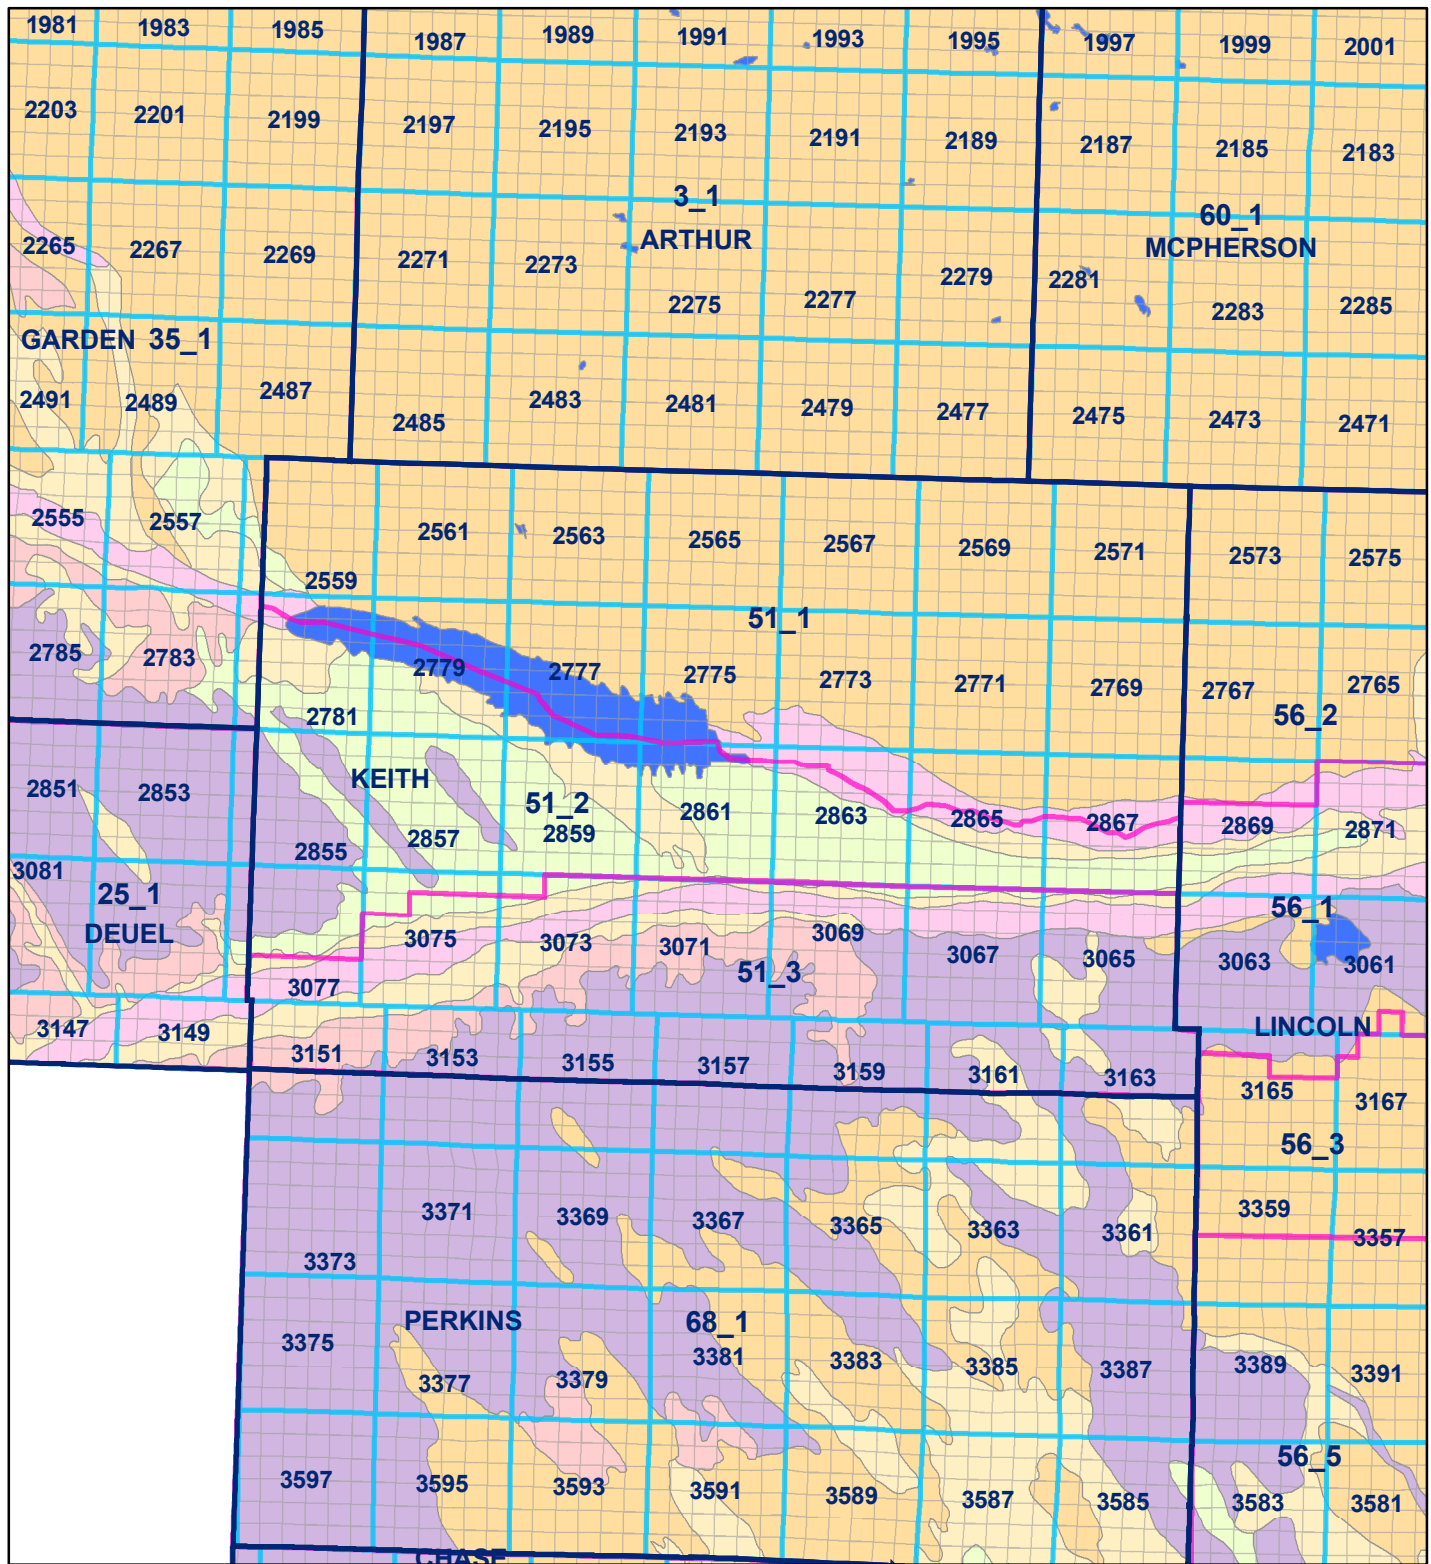 1981 1983 1985 1987 1989 1991 1993 1995 1997 1999 2001
2203 2201 2199 2197 2195 2193 2191 2189 2187 2185 2183
3_1
60_1
ARTHUR
MCPHERSON
2265 2267 2269 2271 2273 2275 2277 2279 2281 2283 2285
GARDEN 35_1
2491 2489 2487 2485 2483 2481 2479 2477 2475 2473 2471
2555 2557 2559 2561 2563 2565 2567 2569 2571 2573 2575
51_1
2785 2783 2781 2779 2777 2775 2773 2771 2769 2767 2765
56_2
KEITH
51_2
2851 2853 2855 2857 2859 2861 2863 2865 2867 2869 2871
3081
25_1
DEUEL
56_1
3077 3075 3073 3071 3069 3067 3065 3063 3061
51_3
LINCOLN
3147 3149 3151 3153 3155 3157 3159 3161 3163 3165 3167
56_3
3373 3371 3369 3367 3365 3363 3361 3359 3357
PERKINS
68_1
3375 3377 3379 3381 3383 3385 3387 3389 3391
56_5
3597 3595 3593 3591 3589 3587 3585 3583 3581
CHASE